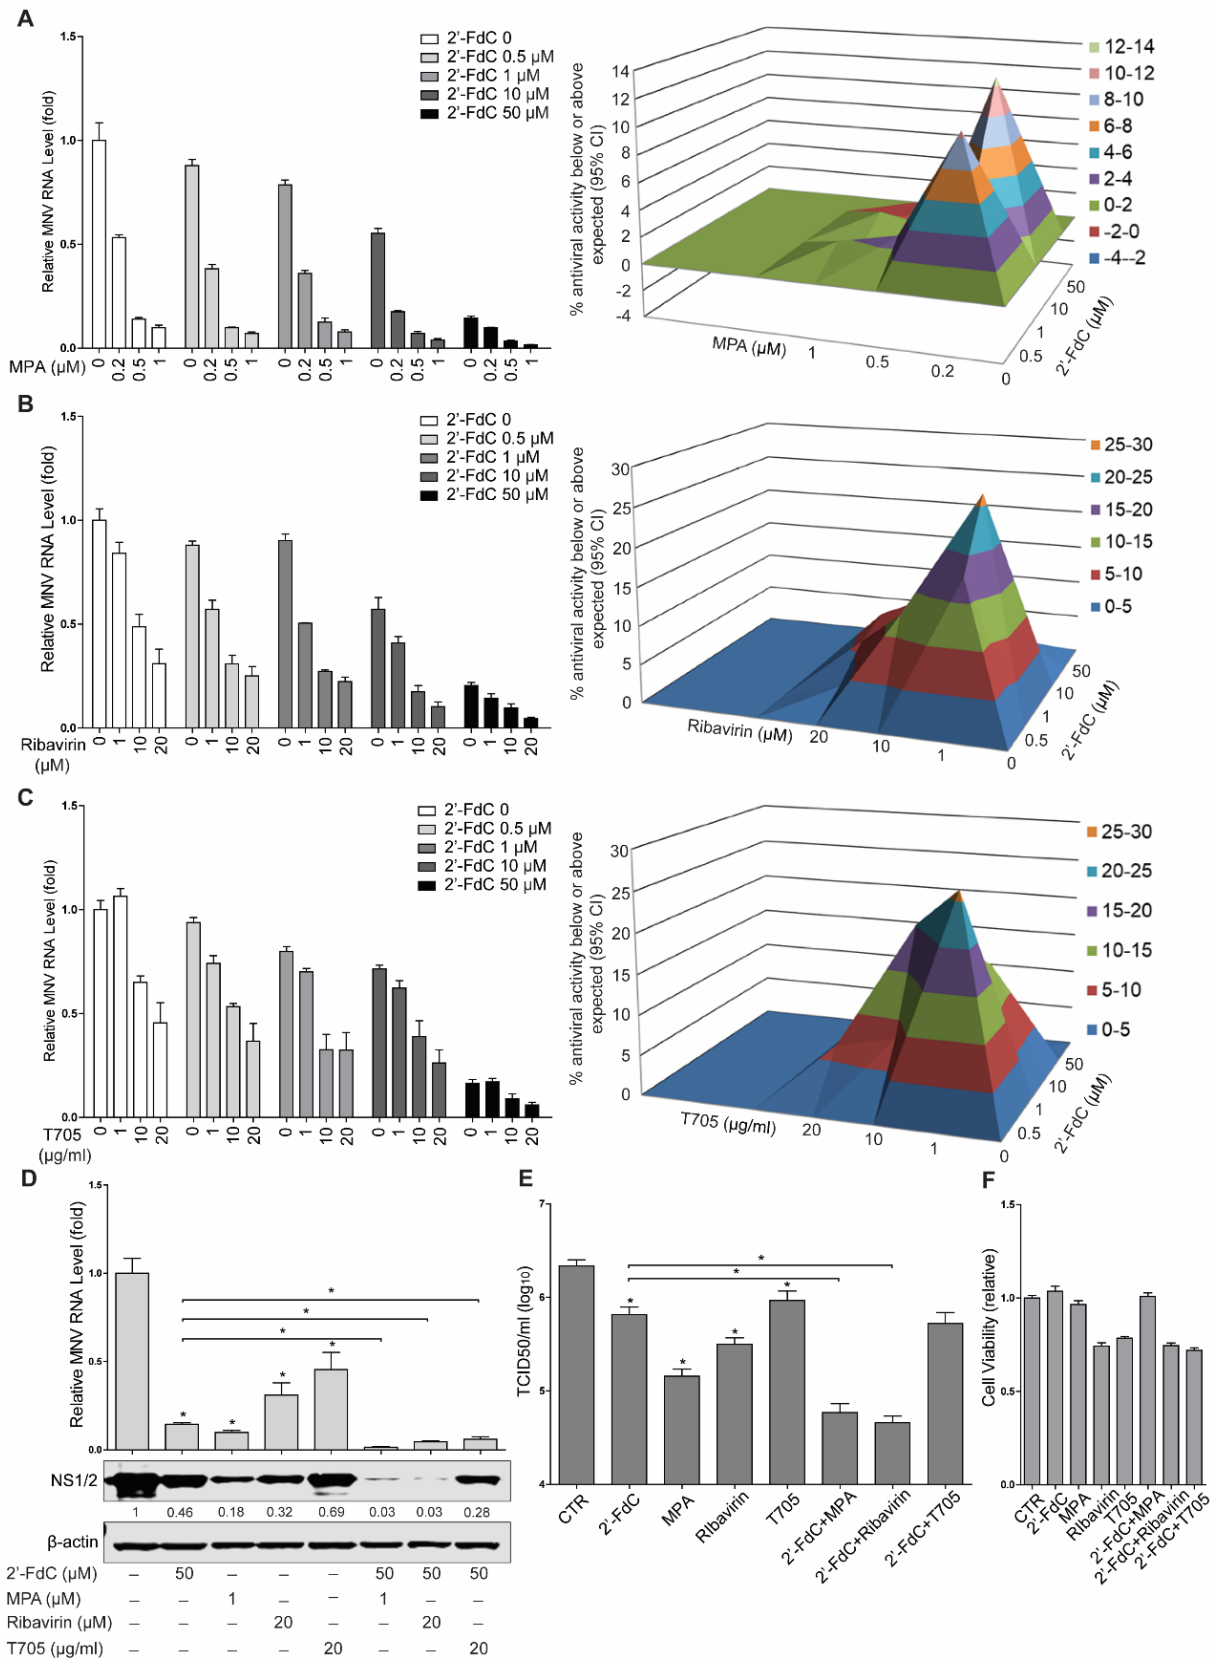 A
1.5
1.0
0.5
0.0
Relative MNV RNA Level (fold)
2'-FdC 0
2'-FdC 0.5 µM
2'-FdC 1 µM
2'-FdC 10 µM
2'-FdC 50 µM
MPA (µM)
0 0.2 0.5 1 0 0.2 0.5 1 0 0.2 0.5 1 0 0.2 0.5 1 0 0.2 0.5 1
% antiviral activity below or above
expected (95% CI)
14
12
10
8
6
4
2
0
-2
-4
MPA (µM) 1 0.5 0.2 0
0.5 1 10 50
2'-FdC (µM)
12-14
10-12
8-10
6-8
4-6
2-4
0-2
-2-0
-4--2
B
1.5
1.0
0.5
0.0
Relative MNV RNA Level (fold)
2'-FdC 0
2'-FdC 0.5 µM
2'-FdC 1 µM
2'-FdC 10 µM
2'-FdC 50 µM
Ribavirin
(µM)
0 1 10 20 0 1 10 20 0 1 10 20 0 1 10 20 0 1 10 20
% antiviral activity below or above
expected (95% CI)
30
25
20
15
10
5
0
Ribavirin (µM) 20 10 1 0
0.5 1 10 50
2'-FdC (µM)
25-30
20-25
15-20
10-15
5-10
0-5
C
1.5
1.0
0.5
0.0
Relative MNV RNA Level (fold)
2'-FdC 0
2'-FdC 0.5 µM
2'-FdC 1 µM
2'-FdC 10 µM
2'-FdC 50 µM
T705
(µg/ml)
0 1 10 20 0 1 10 20 0 1 10 20 0 1 10 20 0 1 10 20
% antiviral activity below or above
expected (95% CI)
30
25
20
15
10
5
0
T705 (µg/ml) 20 10 1 0
0.5 1 10 50
2'-FdC (µM)
25-30
20-25
15-20
10-15
5-10
0-5
D
1.5
1.0
0.5
0.0
Relative MNV RNA Level (fold)
*
*
*
* * * *
NS1/2
1 0.46 0.18 0.32 0.69 0.03 0.03 0.28
β-actin
2'-FdC (µM) – 50 – – – 50 50 50
MPA (µM) – – 1 – – 1 – –
Ribavirin (µM) – – – 20 – – 20 –
T705 (µg/ml) – – – – 20 – – 20
E
7
6
5
4
TCID50/ml (log10)
*
*
* * * *
CTR
2'-FdC
MPA
RIbavirin
T705
2'-FdC+MPA
2'-FdC+Ribavirin
2'-FdC+T705
F
1.5
1.0
0.5
0.0
Cell Viability (relative)
CTR
2'-FdC
MPA
RIbavirin
T705
2'-FdC+MPA
2'-FdC+Ribavirin
2'-FdC+T705